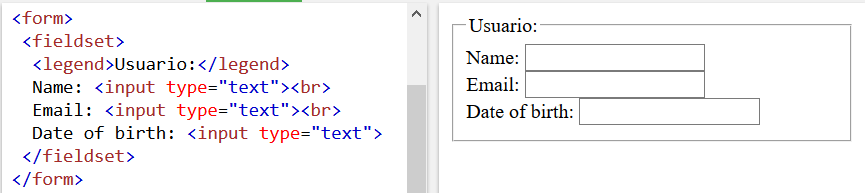 <form>
<fieldset>
<legend>Usuario:</legend>
Name: <input type="text"><br>
Email: <input type="text"><br>
Date of birth: <input type="text">
</fieldset>
</form>
Usuario:
Name:
Email:
Date of birth: